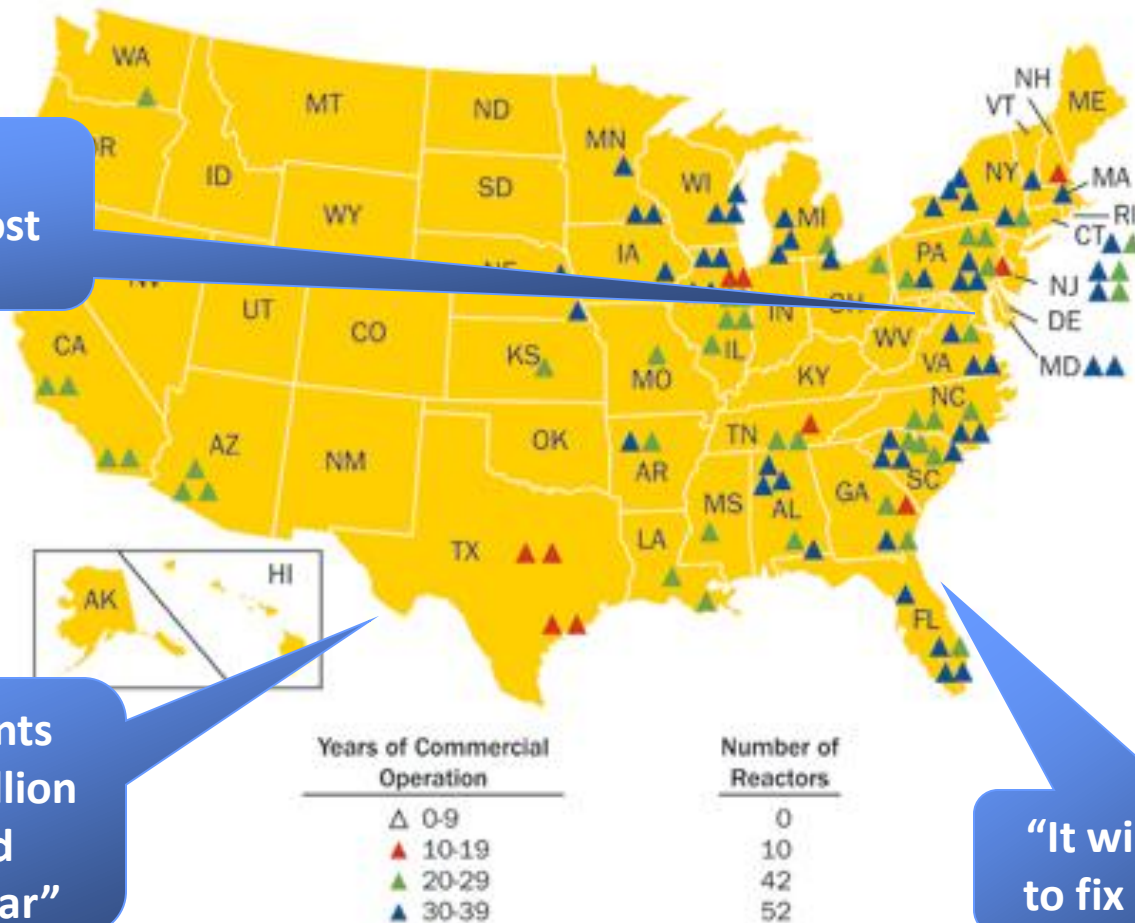 WA
MT
ND
MN
VT
NH
ME
ID
SD
WI
NY
MA
WY
MI
RI
CT
ost
IA
PA
NJ
UT
CO
IN
OH
DE
CA
KS
MO
IL
WV
VA
MD
KY
NC
AZ
NM
OK
AR
TN
SC
MS
AL
GA
TX
LA
HI
AK
FL
nts
llion
d
ar”
Years of Commercial Operation
Number of Reactors
0-9 0
10-19 10
20-29 42
30-39 52
“It wi
to fix